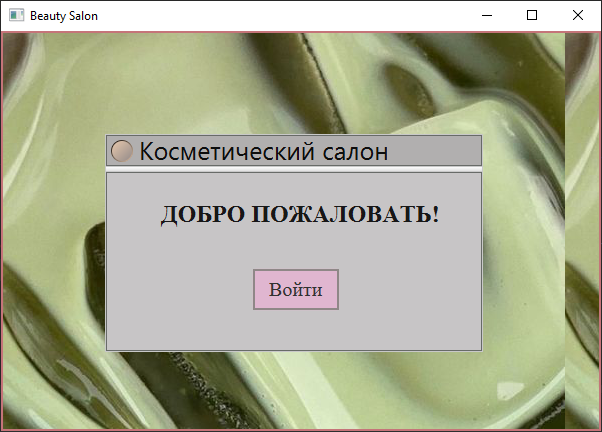 Beauty Salon
Косметический салон
ДОБРО ПОЖАЛОВАТЬ!
Войти